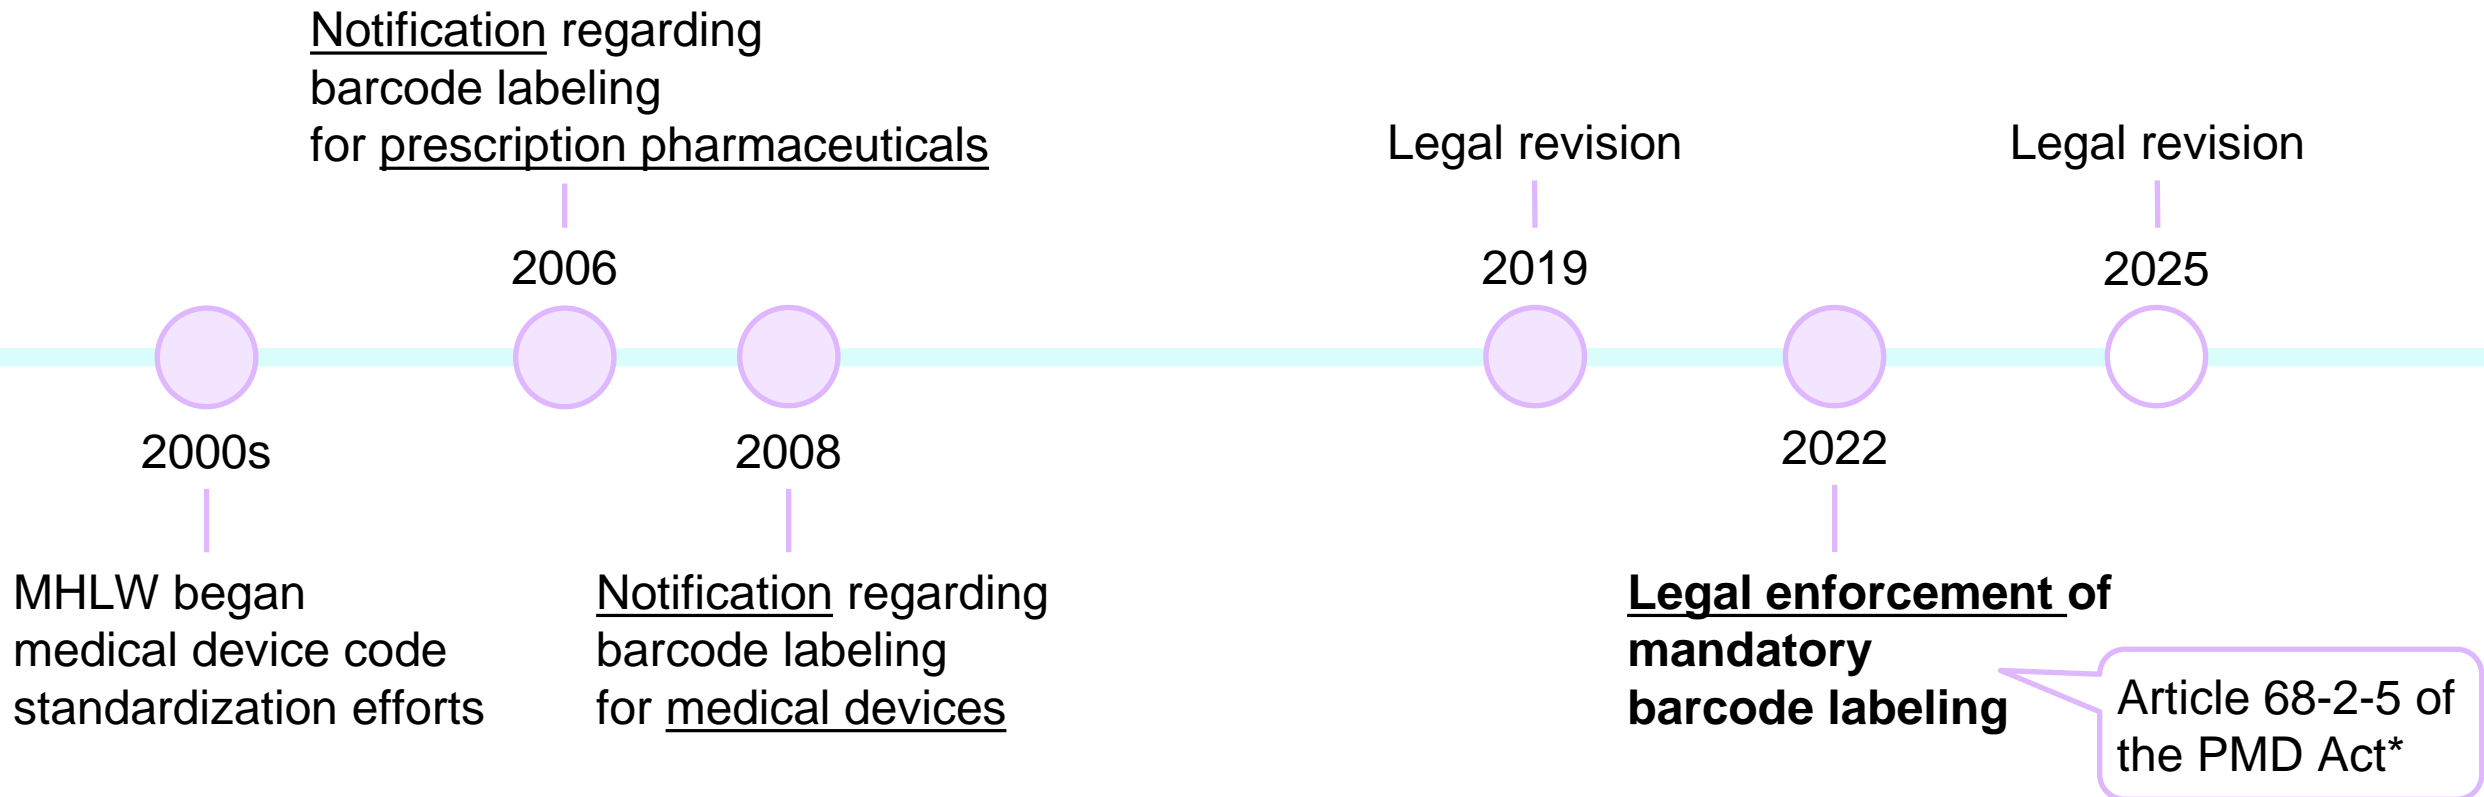 Notification regarding
barcode labeling
for prescription pharmaceuticals
Legal revision
Legal revision
2006
2019
2025
2000s
2008
2022
MHLW began
medical device code
standardization efforts
Notification regarding
barcode labeling
for medical devices
Legal enforcement of
mandatory
barcode labeling
Article 68-2-5 of
the PMD Act*